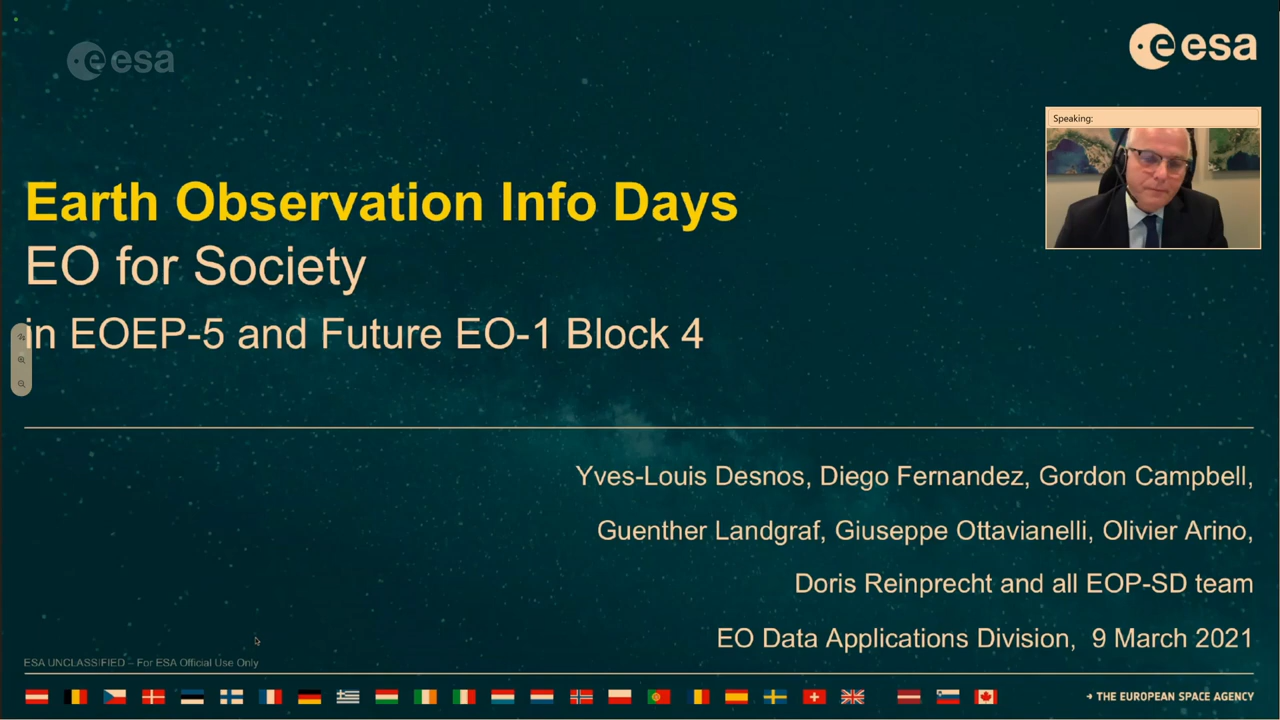 esa
esa
Speaking:
Earth Observation Info Days
EO for Society
in EOEP-5 and Future EO-1 Block 4
Yves-Louis Desnos, Diego Fernandez, Gordon Campbell,
Guenther Landgraf, Giuseppe Ottavianelli, Olivier Arino,
Doris Reinprecht and all EOP-SD team
EO Data Applications Division, 9 March 2021
ESA UNCLASSIFIED – For ESA Official Use Only
→ THE EUROPEAN SPACE AGENCY